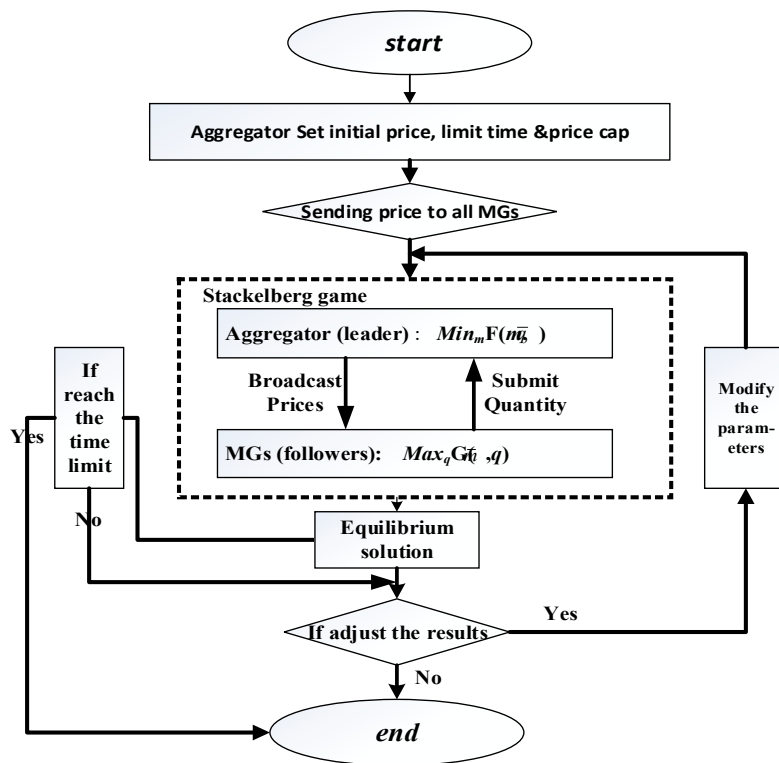 start
Aggregator Set initial price, limit time &price cap
Sending price to all MGs
Stackelberg game
Aggregator (leader) :
Broadcast
Prices
Submit
Quantity
MGs (followers):
If
reach
the
time
limit
Yes
No
Modify
the
param-
eters
Equilibrium
solution
If adjust the results
Yes
No
end